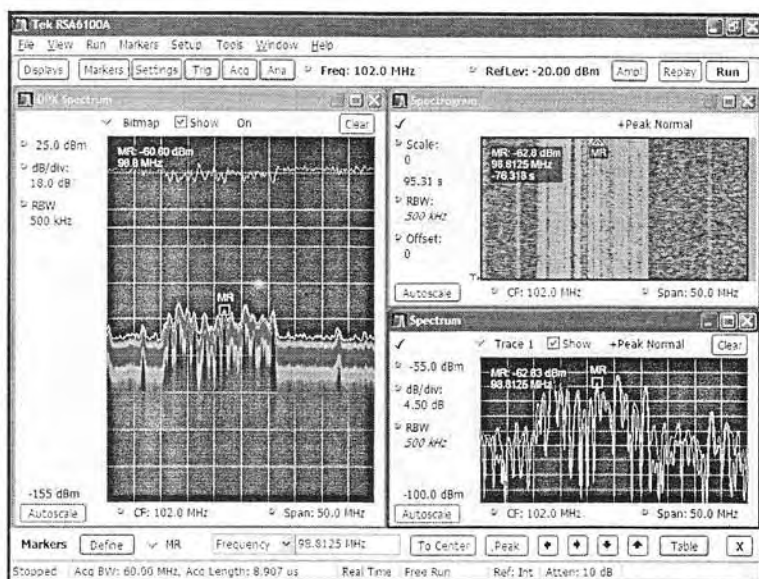 Tek RSA6100A
File View Run Markers Setup Tools Window Help
Displays Markers Settings Trig Acq Ana Freq: 102.0 MHz RefLev: -20.00 dBm Ampl Replay Run
DPX Spectrum
Bitmap Show On Clear
-25.0 dBm
dB/div:
18.0 dB
RBW
500 kHz
MR: -60.60 dBm
98.8 MHz
MR
-155 dBm
Autoscale CF: 102.0 MHz Span: 50.0 MHz
Spectrogram
+Peak Normal
Scale:
0
95.31 s
RBW:
500 kHz
Offset:
0
MR: -62.8 dBm
98.8125 MHz
-76.318 s
MR
Autoscale CF: 102.0 MHz Span: 50.0 MHz
Spectrum
Trace 1 Show +Peak Normal Clear
-55.0 dBm
dB/div:
4.50 dB
RBW
500 kHz
MR: -62.83 dBm
98.8125 MHz
MR
-100.0 dBm
Autoscale CF: 102.0 MHz Span: 50.0 MHz
Markers Define MR Frequency 98.8125 MHz To Center Peak Table X
Stopped Acq BW: 60.00 MHz, Acq Length: 8.907 us Real Time Free Run Ref: Int Atten: 10 dB